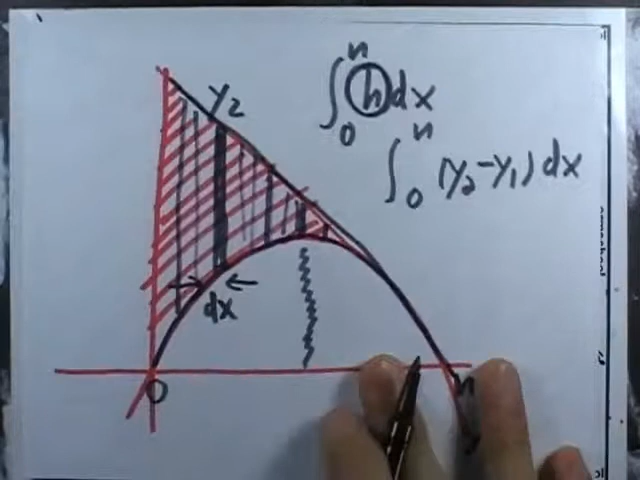 ∫₀ⁿ h dx
y₂
∫₀ⁿ (y₂-y₁) dx
dx
0